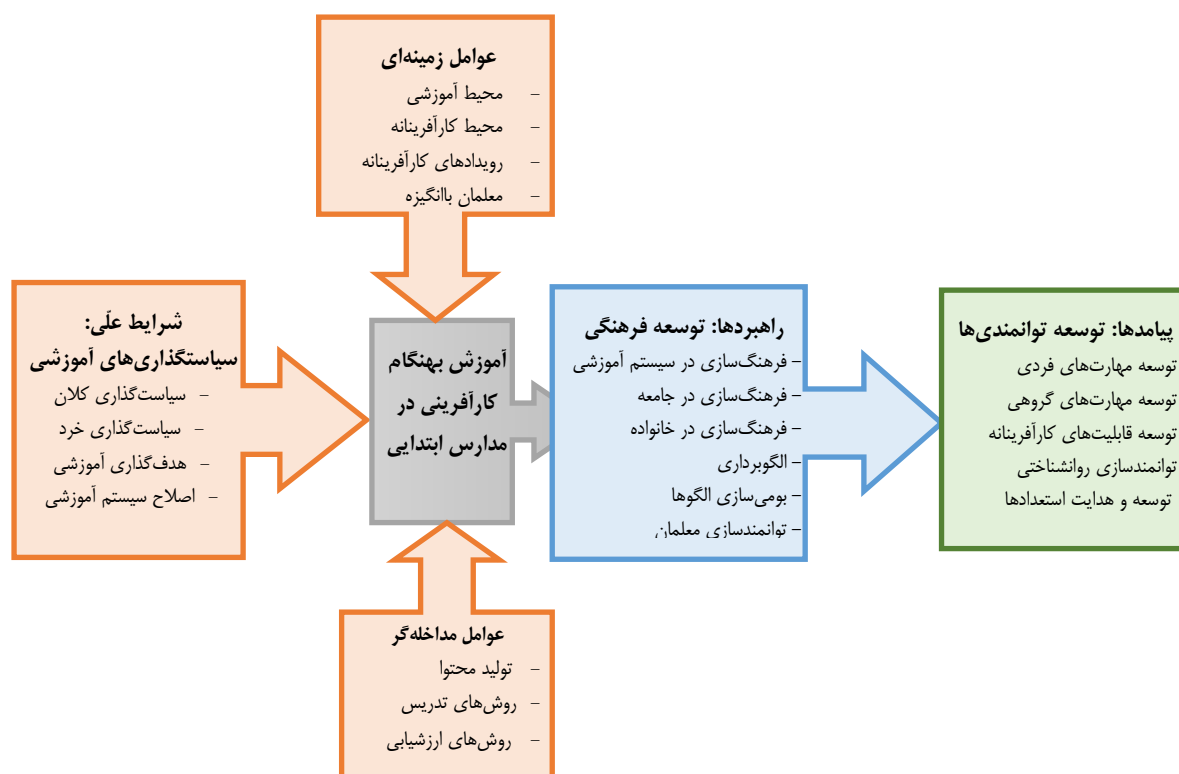 عوامل زمینه‌ای
- محیط آموزشی
- محیط کارآفرینانه
- رویدادهای کارآفرینانه
- معلمان باانگیزه
شرایط علّی:
سیاستگذاری‌های آموزشی
- سیاست‌گذاری کلان
- سیاست‌گذاری خرد
- هدف‌گذاری آموزشی
- اصلاح سیستم آموزشی
آموزش بهنگام
کارآفرینی در
مدارس ابتدایی
عوامل مداخله‌گر
- تولید محتوا
- روش‌های تدریس
- روش‌های ارزشیابی
راهبردها: توسعه فرهنگی
- فرهنگ‌سازی در سیستم آموزشی
- فرهنگ‌سازی در جامعه
- فرهنگ‌سازی در خانواده
- الگوبرداری
- بومی‌سازی الگوها
- توانمندسازی معلمان
پیامدها: توسعه توانمندی‌ها
توسعه مهارت‌های فردی
توسعه مهارت‌های گروهی
توسعه قابلیت‌های کارآفرینانه
توانمندسازی روانشناختی
توسعه و هدایت استعدادها